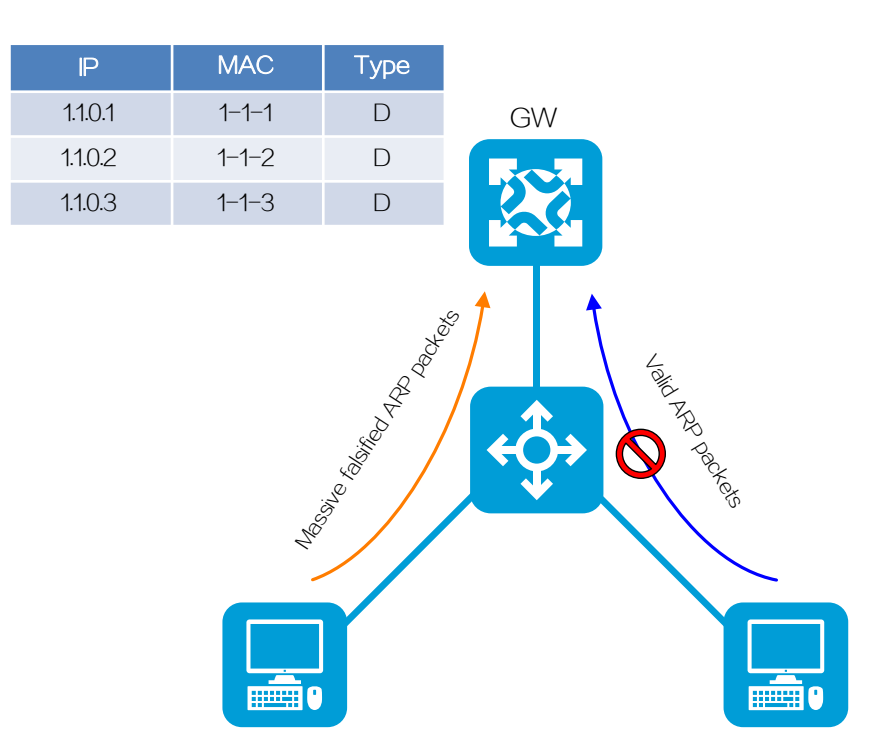 IP MAC Type
1.1.0.1 1-1-1 D
1.1.0.2 1-1-2 D
1.1.0.3 1-1-3 D
GW
Massive falsified ARP packets
Valid ARP packets